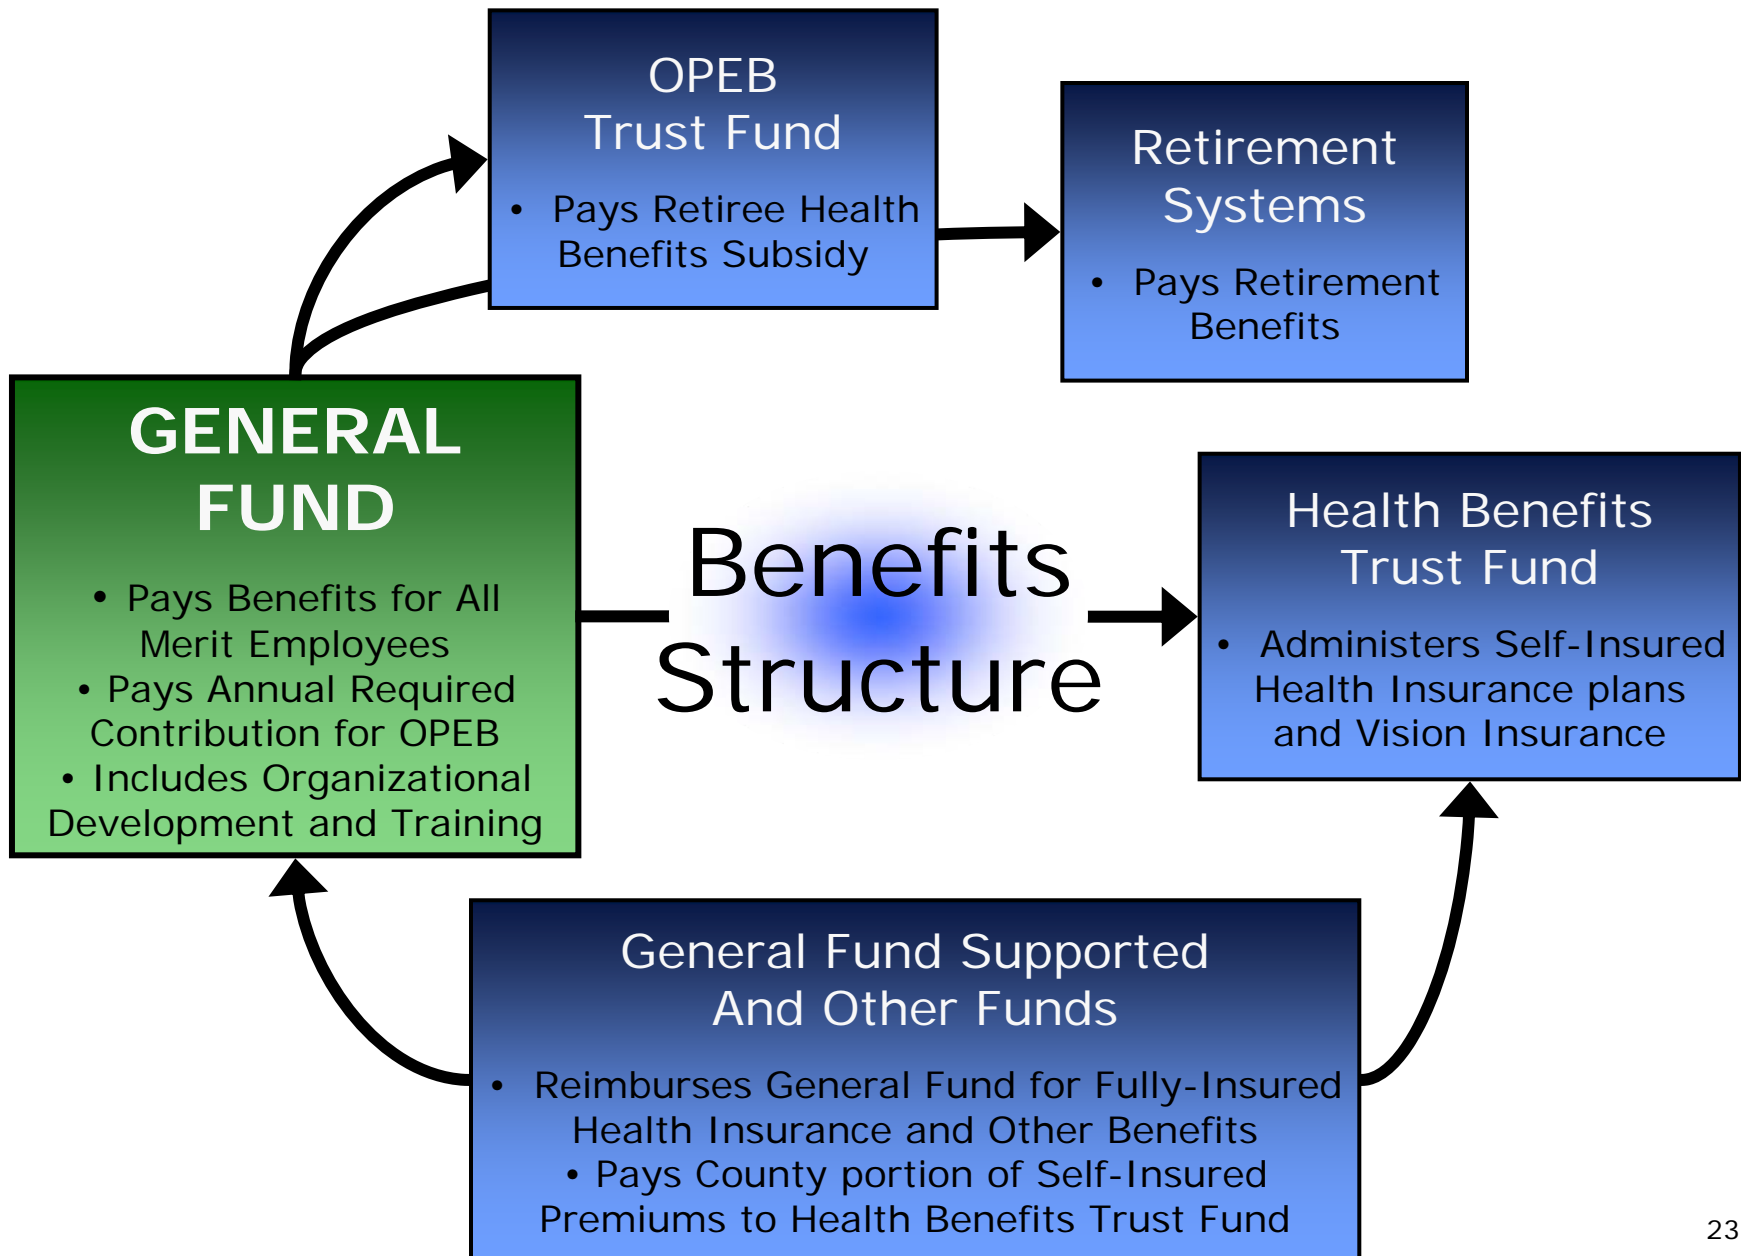 OPEB
Trust Fund
• Pays Retiree Health
Benefits Subsidy
Retirement
Systems
• Pays Retirement
Benefits
GENERAL
FUND
• Pays Benefits for All
Merit Employees
• Pays Annual Required
Contribution for OPEB
• Includes Organizational
Development and Training
Benefits
Structure
Health Benefits
Trust Fund
• Administers Self-Insured
Health Insurance plans
and Vision Insurance
General Fund Supported
And Other Funds
• Reimburses General Fund for Fully-Insured
Health Insurance and Other Benefits
• Pays County portion of Self-Insured
Premiums to Health Benefits Trust Fund
23